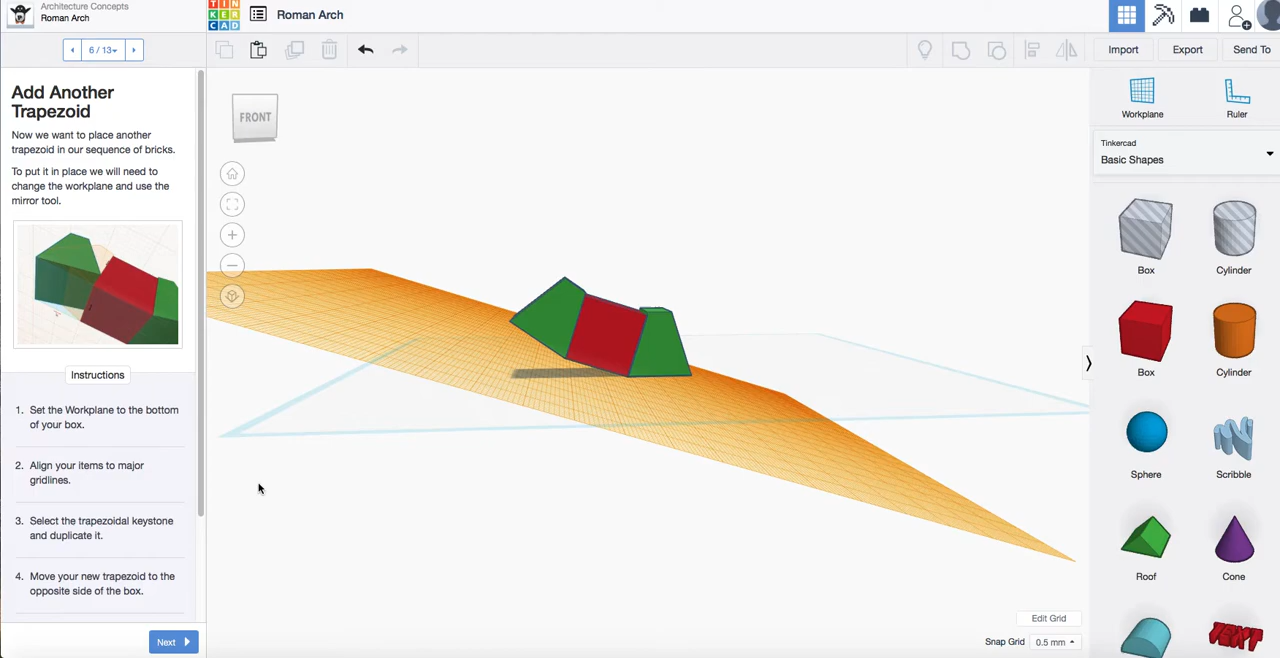 Architecture Concepts
Roman Arch
TIN
KER
CAD
Roman Arch
6 / 13
Import
Export
Send To
Add Another
Trapezoid
Now we want to place another
trapezoid in our sequence of bricks.
To put it in place we will need to
change the workplane and use the
mirror tool.
Instructions
1. Set the Workplane to the bottom
of your box.
2. Align your items to major
gridlines.
3. Select the trapezoidal keystone
and duplicate it.
4. Move your new trapezoid to the
opposite side of the box.
Next
FRONT
Edit Grid
Snap Grid 0.5 mm
Workplane
Ruler
Tinkercad
Basic Shapes
Box
Cylinder
Box
Cylinder
Sphere
Scribble
Roof
Cone
TEXT